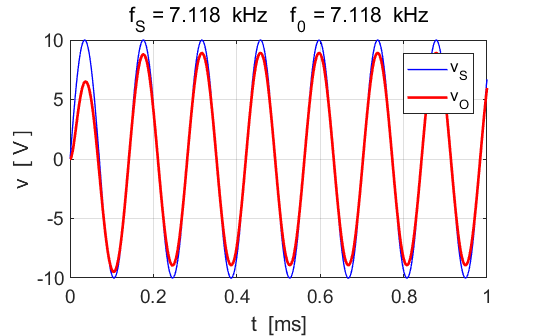 f_S = 7.118 kHz f_0 = 7.118 kHz
10
5
0
-5
-10
v [ V ]
v_S
v_O
0 0.2 0.4 0.6 0.8 1
t [ms]